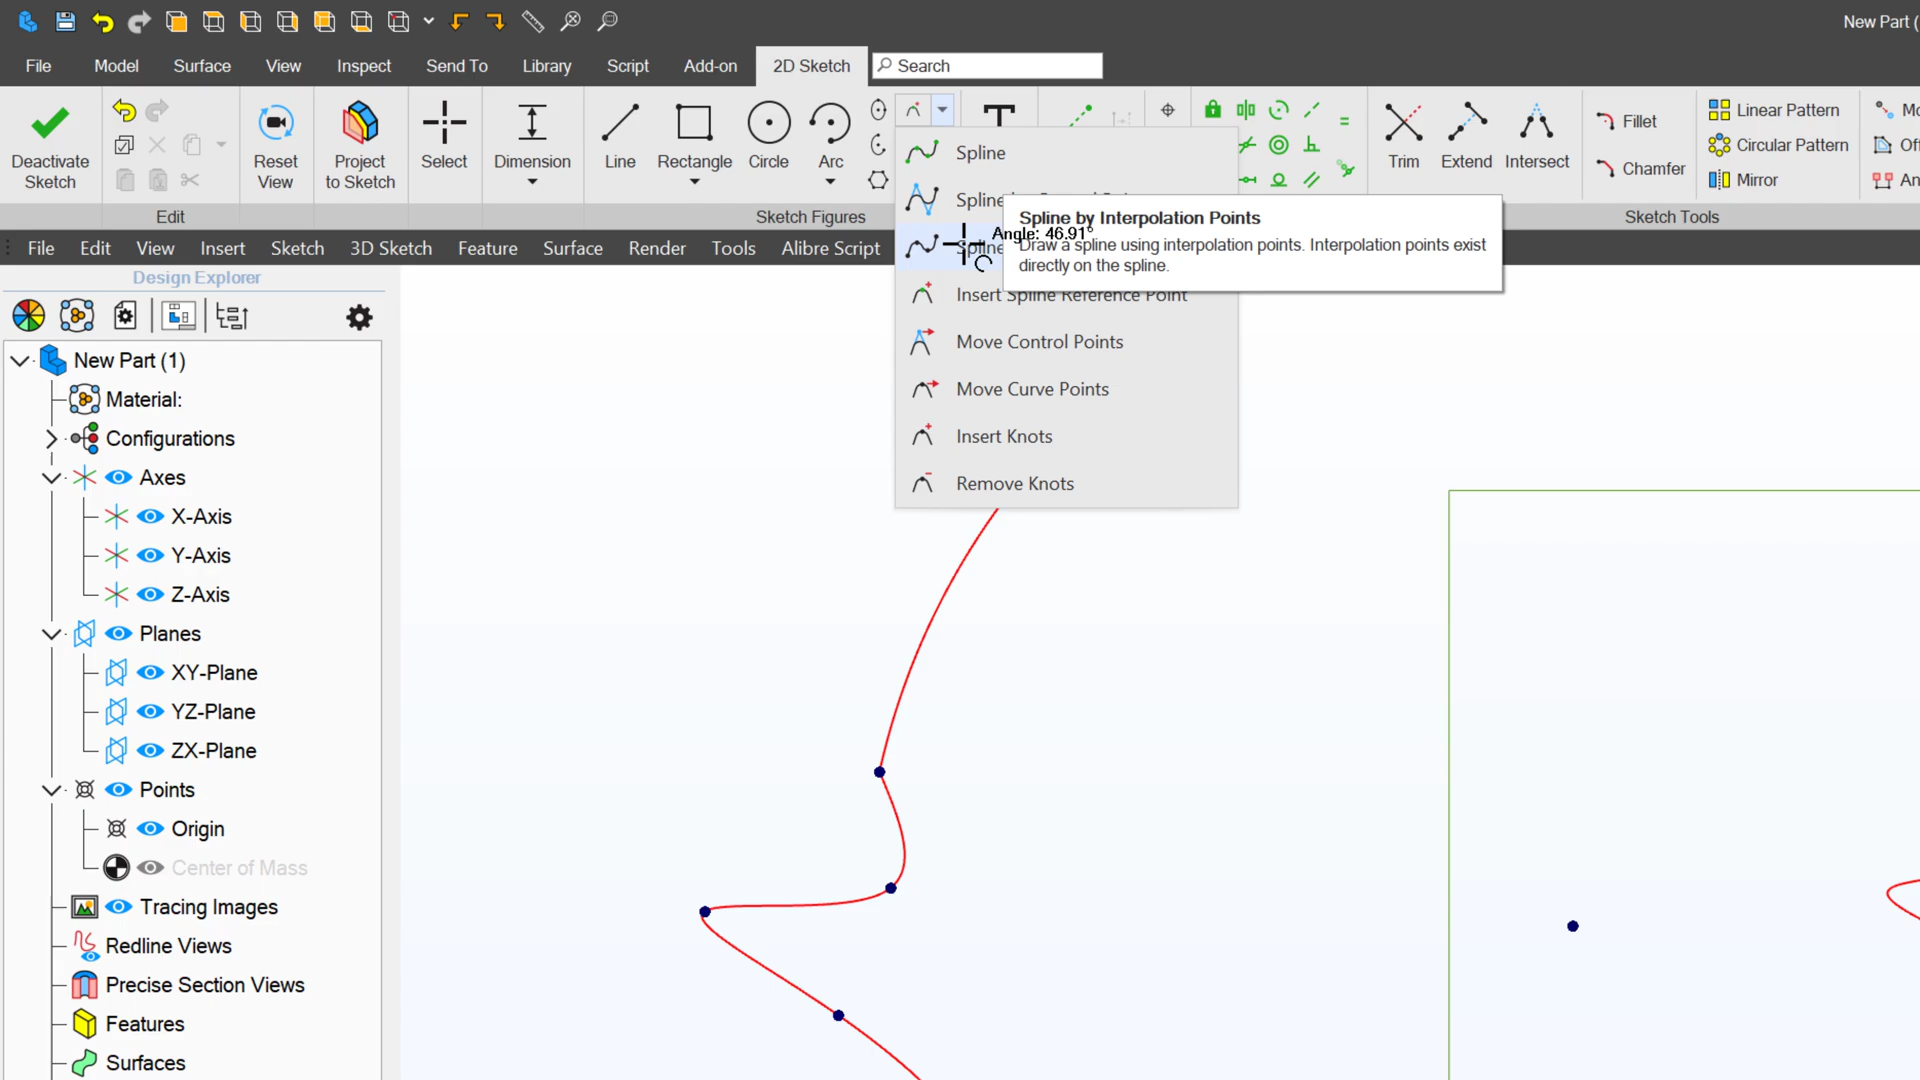 New Part (
File Model Surface View Inspect Send To Library Script Add-on 2D Sketch Search
Deactivate Sketch
Reset View
Project to Sketch
Select
Dimension
Line
Rectangle
Circle
Arc
Trim
Extend
Intersect
Fillet
Chamfer
Linear Pattern
Circular Pattern
Mirror
Edit
Sketch Figures
Sketch Tools
File Edit View Insert Sketch 3D Sketch Feature Surface Render Tools Alibre Script
Spline
Spline
Spline
Insert Spline Reference Point
Move Control Points
Move Curve Points
Insert Knots
Remove Knots
Spline by Interpolation Points
Angle: 46.91°
Draw a spline using interpolation points. Interpolation points exist
directly on the spline.
Design Explorer
New Part (1)
Material:
Configurations
Axes
X-Axis
Y-Axis
Z-Axis
Planes
XY-Plane
YZ-Plane
ZX-Plane
Points
Origin
Center of Mass
Tracing Images
Redline Views
Precise Section Views
Features
Surfaces